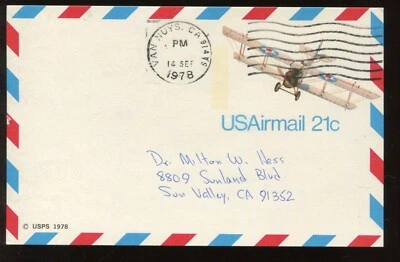 VAN NUYS, CA 914
PM
14 SEP
1978
USAirmail 21c
Dr. Milton W. Hess
8809 Sunland Blvd.
Sun Valley, CA 91352
© USPS 1978